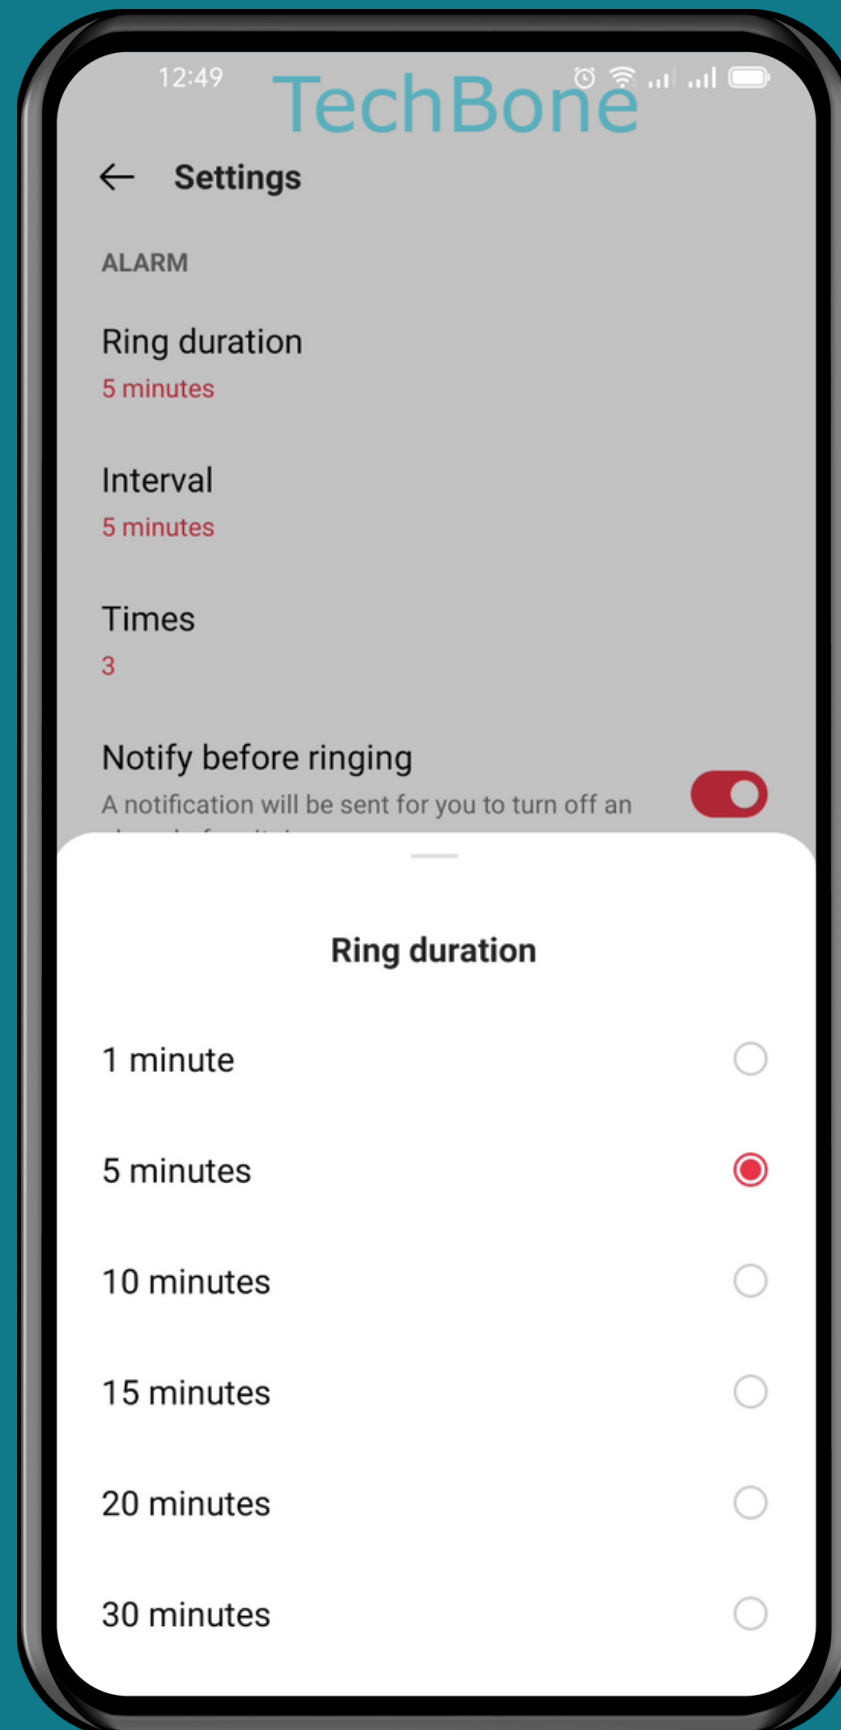 12:49
TechBone
Settings
ALARM
Ring duration
5 minutes
Interval
5 minutes
Times
3
Notify before ringing
A notification will be sent for you to turn off an
Ring duration
1 minute
5 minutes
10 minutes
15 minutes
20 minutes
30 minutes